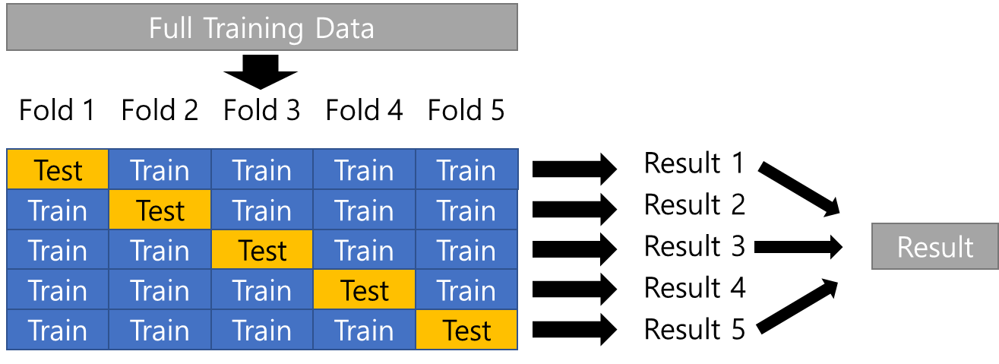 Full Training Data
Fold 1 Fold 2 Fold 3 Fold 4 Fold 5
Test Train Train Train Train Result 1
Train Test Train Train Train Result 2
Train Train Test Train Train Result 3
Result
Train Train Train Test Train Result 4
Train Train Train Train Test Result 5